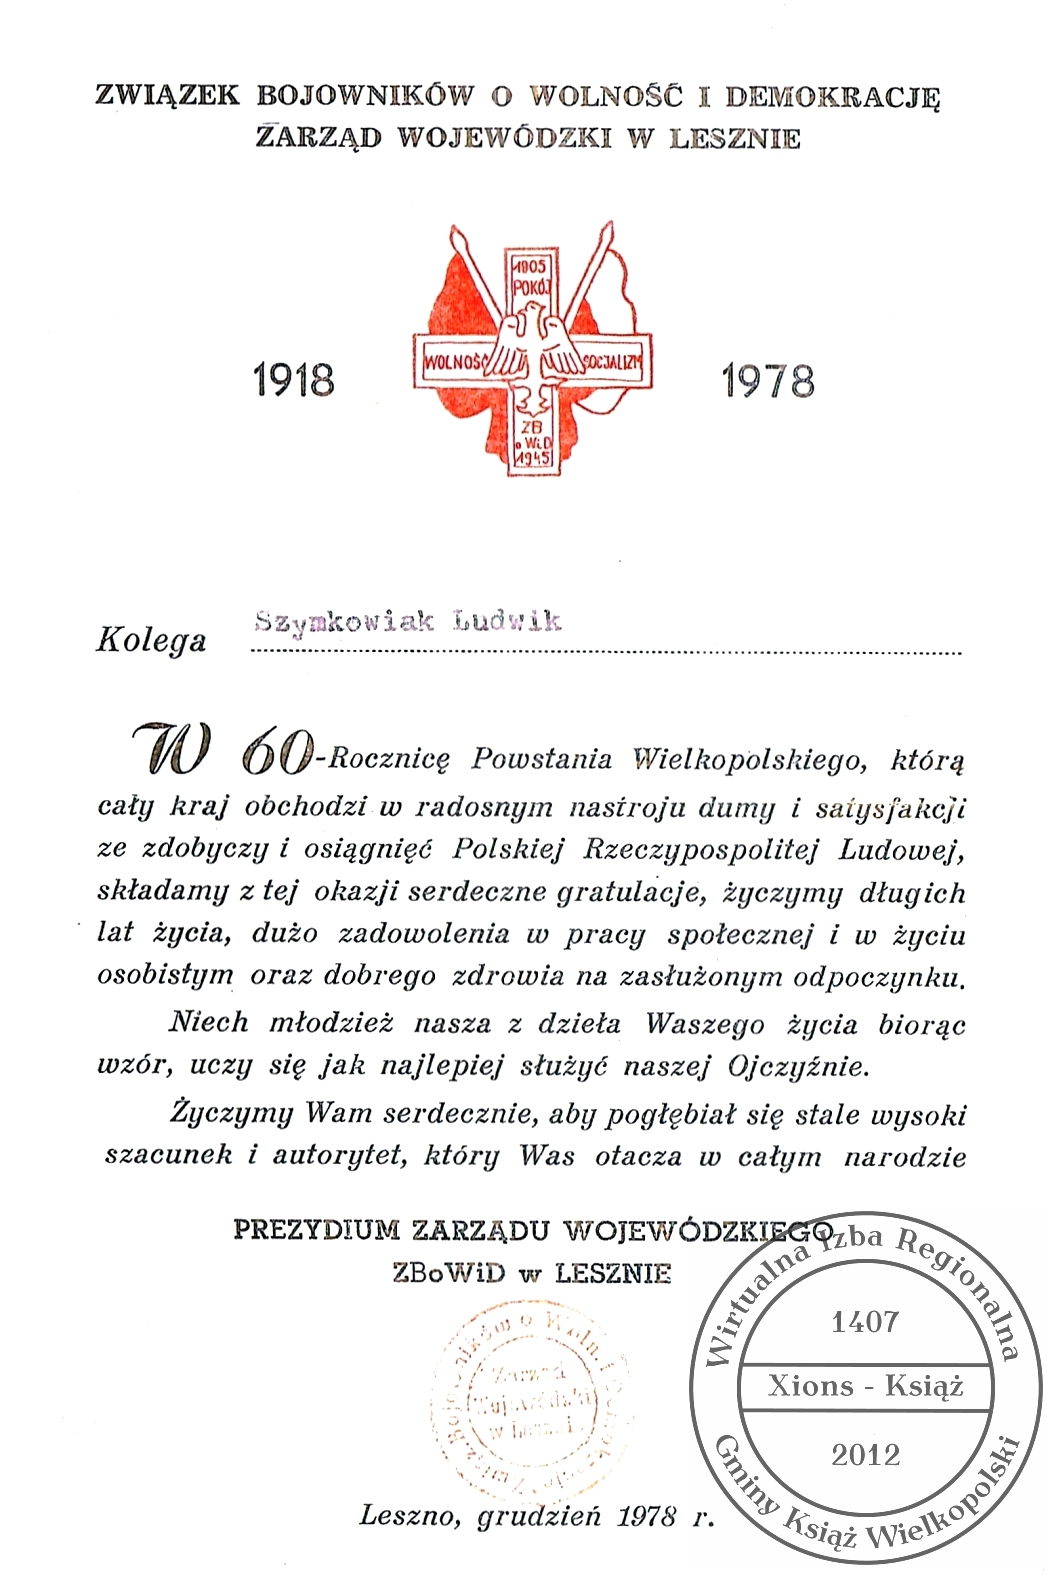 ZWIĄZEK BOJOWNIKÓW O WOLNOŚĆ I DEMOKRACJĘ
ZARZĄD WOJEWÓDZKI W LESZNIE
1905
POKÓJ
WOLNOŚĆ SOCJALIZM
1918 1978
ZB
o WiD
1945
Szymkowiak Ludwik
Kolega
W 60-Rocznicę Powstania Wielkopolskiego, którą
cały kraj obchodzi w radosnym nastroju dumy i satysfakcji
ze zdobyczy i osiągnięć Polskiej Rzeczypospolitej Ludowej,
składamy z tej okazji serdeczne gratulacje, życzymy długich
lat życia, dużo zadowolenia w pracy społecznej i w życiu
osobistym oraz dobrego zdrowia na zasłużonym odpoczynku.
Niech młodzież nasza z dzieła Waszego życia biorąc
wzór, uczy się jak najlepiej służyć naszej Ojczyźnie.
Życzymy Wam serdecznie, aby pogłębiał się stale wysoki
szacunek i autorytet, który Was otacza w całym narodzie
PREZYDIUM ZARZĄDU WOJEWÓDZKIEGO
ZBoWiD w LESZNIE
Zarząd
Wojewódzki
w
o Woln. i
Leszno, grudzień 1978 r.
Wirtualna Izba Regionalna
1407
Xions - Książ
2012
Gminy Książ Wielkopolski